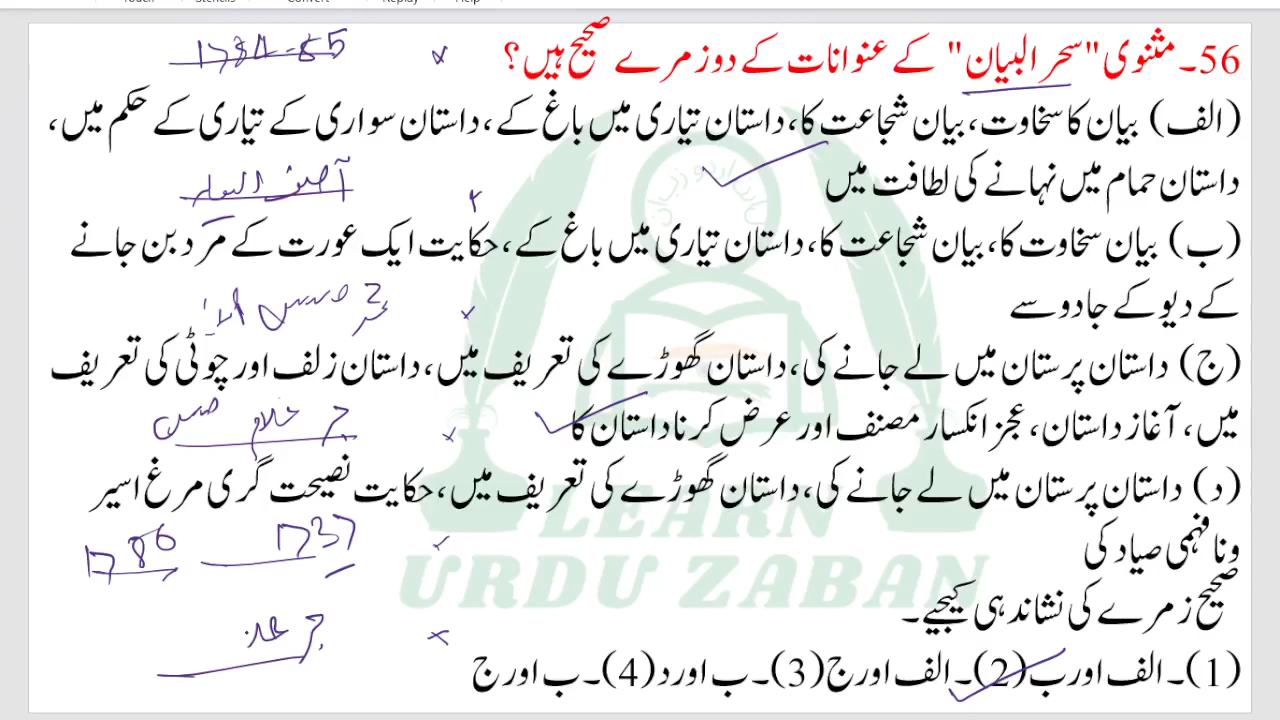 56۔ مثنوی "سحر البیان" کے عنوانات کے دو زمرے صحیح ہیں؟
1784-85
(الف) بیان کا سخاوت، بیان شجاعت کا، داستان تیاری میں باغ کے، داستان سواری کے تیاری کے حکم میں،
داستان حمام میں نہانے کی لطافت میں
(ب) بیان سخاوت کا، بیان شجاعت کا، داستان تیاری میں باغ کے، حکایت ایک عورت کے مرد بن جانے
کے دیو کے جادو سے
(ج) داستان پرستان میں لے جانے کی، داستان گھوڑے کی تعریف میں، داستان زلف اور چوٹی کی تعریف
میں، آغاز داستان، عجز انکسار مصنف اور عرض کرنا داستان کا
(د) داستان پرستان میں لے جانے کی، داستان گھوڑے کی تعریف میں، حکایت نصیحت گری مرغ اسیر
ونا فہمی صیاد کی
1737
1786
صحیح زمرے کی نشاندہی کیجیے۔
(1)۔ الف اور ب (2)۔ الف اور ج (3)۔ ب اور د (4)۔ ب اور ج
LEARN
URDU ZABAN